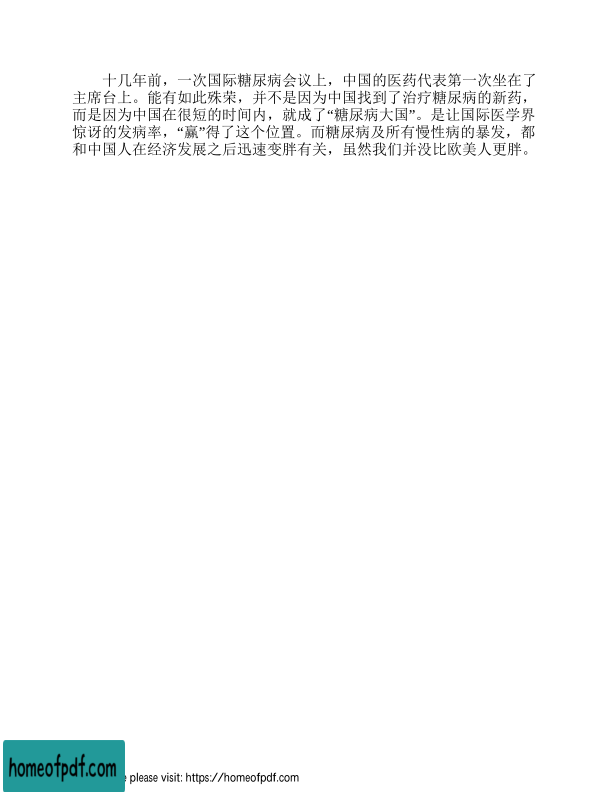 十几年前，一次国际糖尿病会议上，中国的医药代表第一次坐在了
主席台上。能有如此殊荣，并不是因为中国找到了治疗糖尿病的新药，
而是因为中国在很短的时间内，就成了“糖尿病大国”。是让国际医学界
惊讶的发病率，“赢”得了这个位置。而糖尿病及所有慢性病的暴发，都
和中国人在经济发展之后迅速变胖有关，虽然我们并没比欧美人更胖。
homeofpdf.com
please visit: https://homeofpdf.com